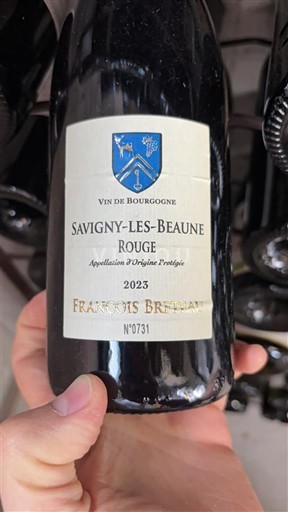 VIN DE BOURGOGNE
SAVIGNY-LES-BEAUNE
ROUGE
Appellation d'Origine Protégée
2023
FRANÇOIS
N°0731